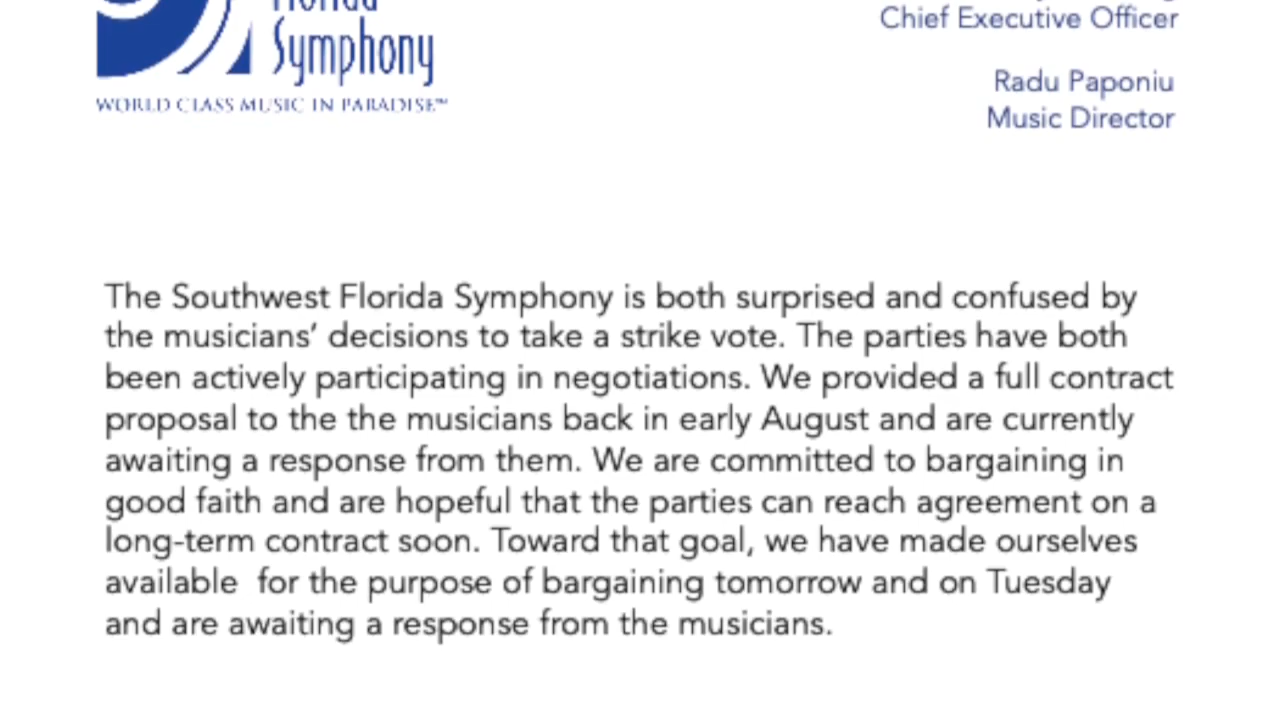 Florida
Symphony
WORLD CLASS MUSIC IN PARADISE™
Chief Executive Officer
Radu Paponiu
Music Director
The Southwest Florida Symphony is both surprised and confused by
the musicians’ decisions to take a strike vote. The parties have both
been actively participating in negotiations. We provided a full contract
proposal to the the musicians back in early August and are currently
awaiting a response from them. We are committed to bargaining in
good faith and are hopeful that the parties can reach agreement on a
long-term contract soon. Toward that goal, we have made ourselves
available  for the purpose of bargaining tomorrow and on Tuesday
and are awaiting a response from the musicians.